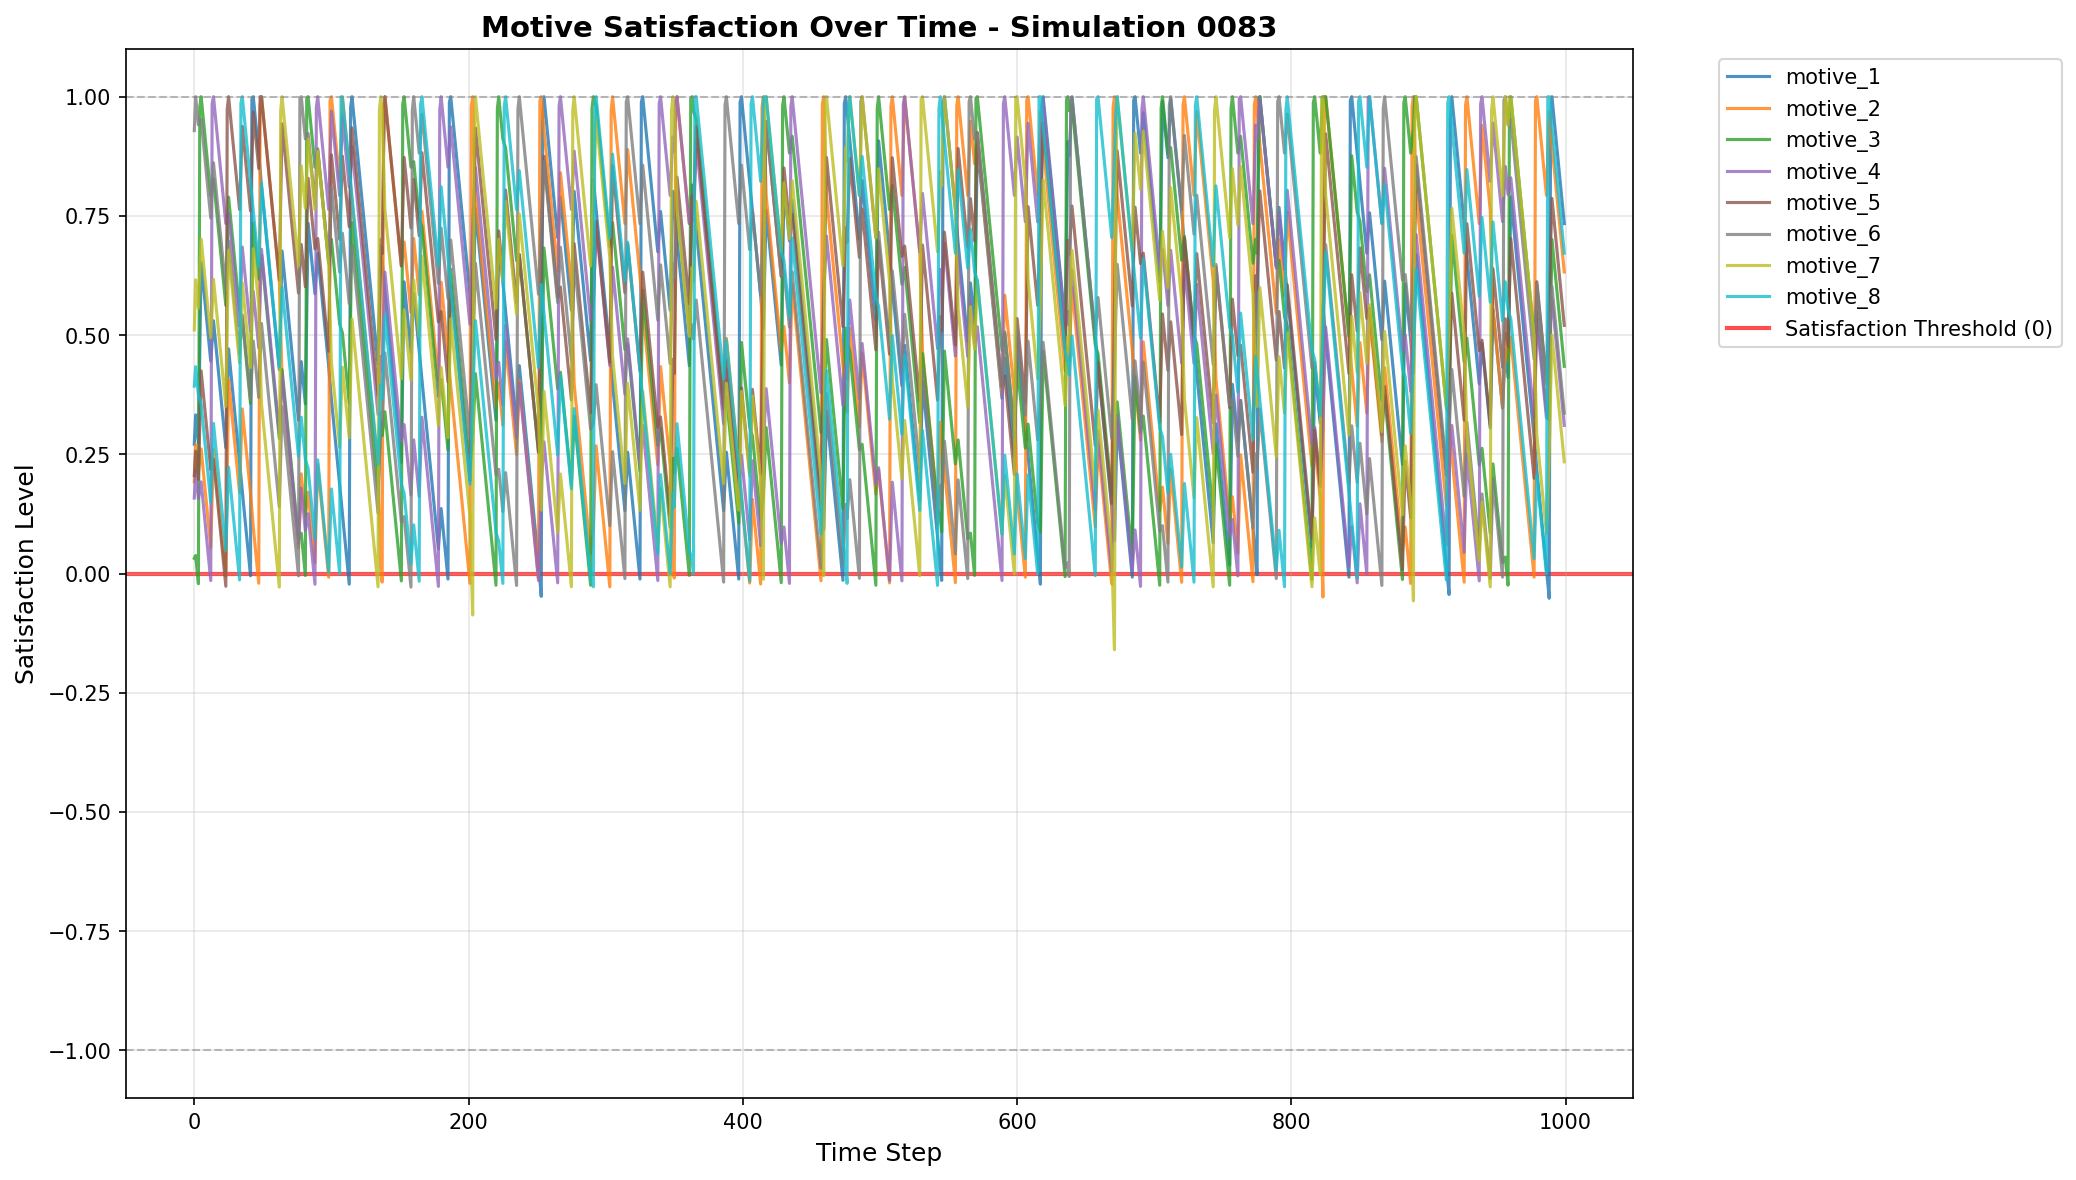 Motive Satisfaction Over Time - Simulation 0083
1.00
0.75
0.50
0.25
0.00
−0.25
−0.50
−0.75
−1.00
Satisfaction Level
0
200
400
600
800
1000
Time Step
motive_1
motive_2
motive_3
motive_4
motive_5
motive_6
motive_7
motive_8
Satisfaction Threshold (0)